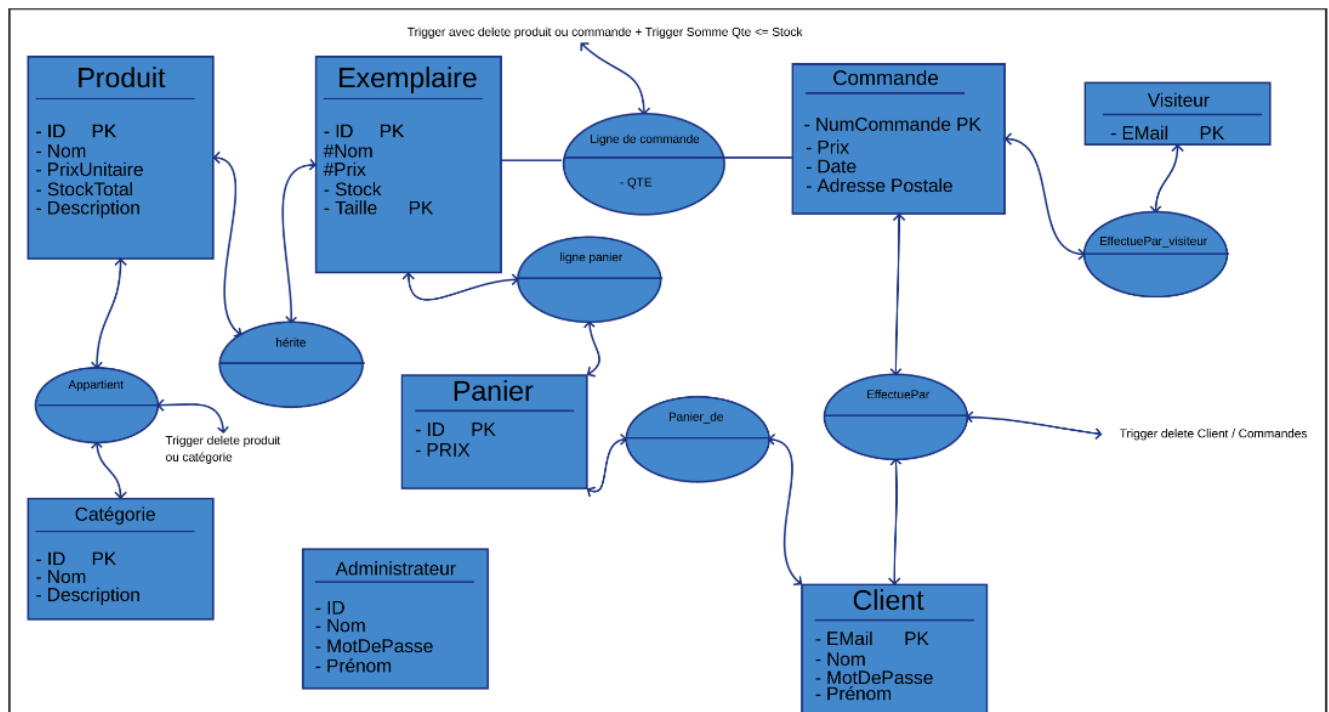 Trigger avec delete produit ou commande + Trigger Somme Qte <= Stock
Produit
- ID PK
- Nom
- PrixUnitaire
- StockTotal
- Description
Exemplaire
- ID PK
#Nom
#Prix
- Stock
- Taille PK
Ligne de commande
- QTE
Commande
- NumCommande PK
- Prix
- Date
- Adresse Postale
Visiteur
- EMail PK
EffectuePar_visiteur
ligne panier
hérite
Appartient
Trigger delete produit
ou catégorie
Panier
- ID PK
- PRIX
Panier_de
EffectuePar
Trigger delete Client / Commandes
Catégorie
- ID PK
- Nom
- Description
Administrateur
- ID
- Nom
- MotDePasse
- Prénom
Client
- EMail PK
- Nom
- MotDePasse
- Prénom